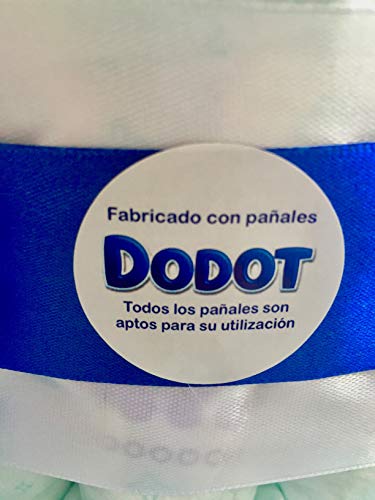 Fabricado con pañales
DODOT
Todos los pañales son
aptos para su utilización